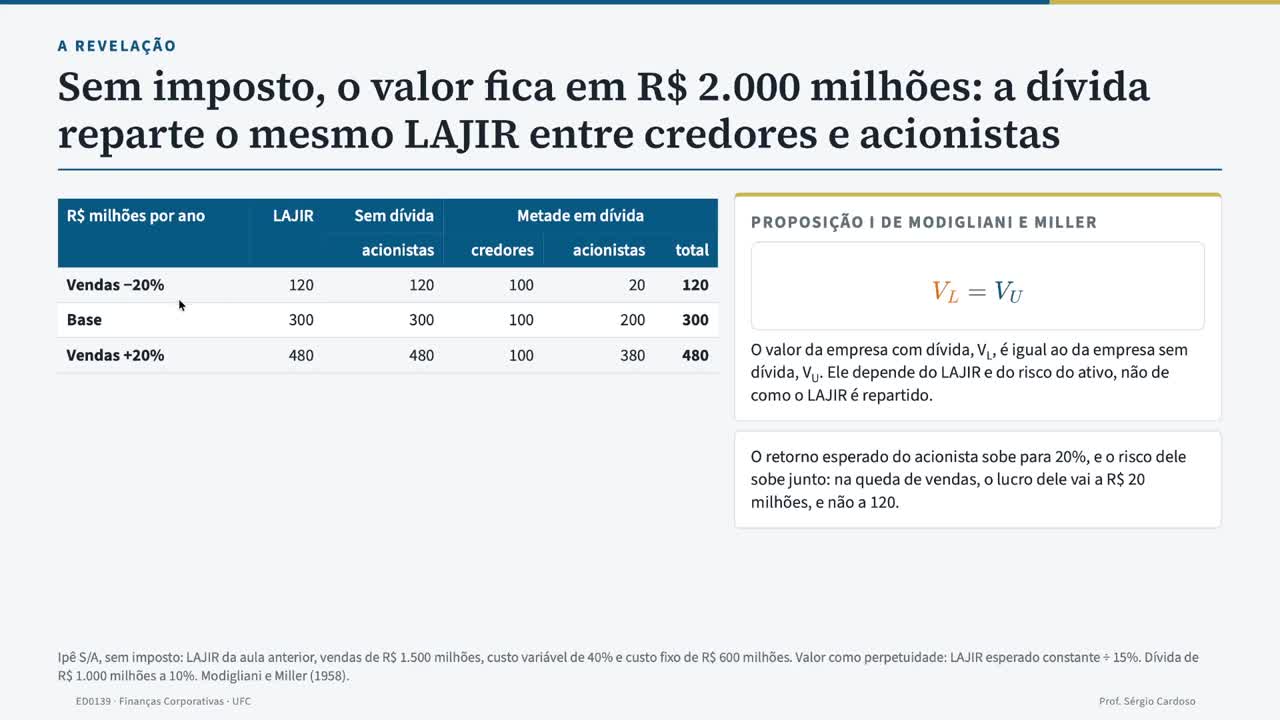 A REVELAÇÃO
Sem imposto, o valor fica em R$ 2.000 milhões: a dívida
reparte o mesmo LAJIR entre credores e acionistas
R$ milhões por ano LAJIR Sem dívida Metade em dívida
acionistas credores acionistas total
Vendas −20% 120 120 100 20 120
Base 300 300 100 200 300
Vendas +20% 480 480 100 380 480
PROPOSIÇÃO I DE MODIGLIANI E MILLER
V_L = V_U
O valor da empresa com dívida, V_L, é igual ao da empresa sem
dívida, V_U. Ele depende do LAJIR e do risco do ativo, não de
como o LAJIR é repartido.
O retorno esperado do acionista sobe para 20%, e o risco dele
sobe junto: na queda de vendas, o lucro dele vai a R$ 20
milhões, e não a 120.
Ipê S/A, sem imposto: LAJIR da aula anterior, vendas de R$ 1.500 milhões, custo variável de 40% e custo fixo de R$ 600 milhões. Valor como perpetuidade: LAJIR esperado constante ÷ 15%. Dívida de
R$ 1.000 milhões a 10%. Modigliani e Miller (1958).
ED0139 · Finanças Corporativas · UFC
Prof. Sérgio Cardoso